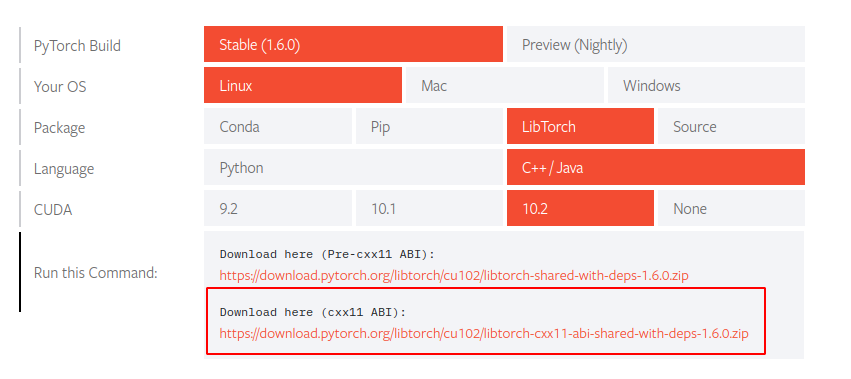 PyTorch Build Stable (1.6.0) Preview (Nightly)
Your OS Linux Mac Windows
Package Conda Pip LibTorch Source
Language Python C++ / Java
CUDA 9.2 10.1 10.2 None
Download here (Pre-cxx11 ABI):
Run this Command: https://download.pytorch.org/libtorch/cu102/libtorch-shared-with-deps-1.6.0.zip
Download here (cxx11 ABI):
https://download.pytorch.org/libtorch/cu102/libtorch-cxx11-abi-shared-with-deps-1.6.0.zip